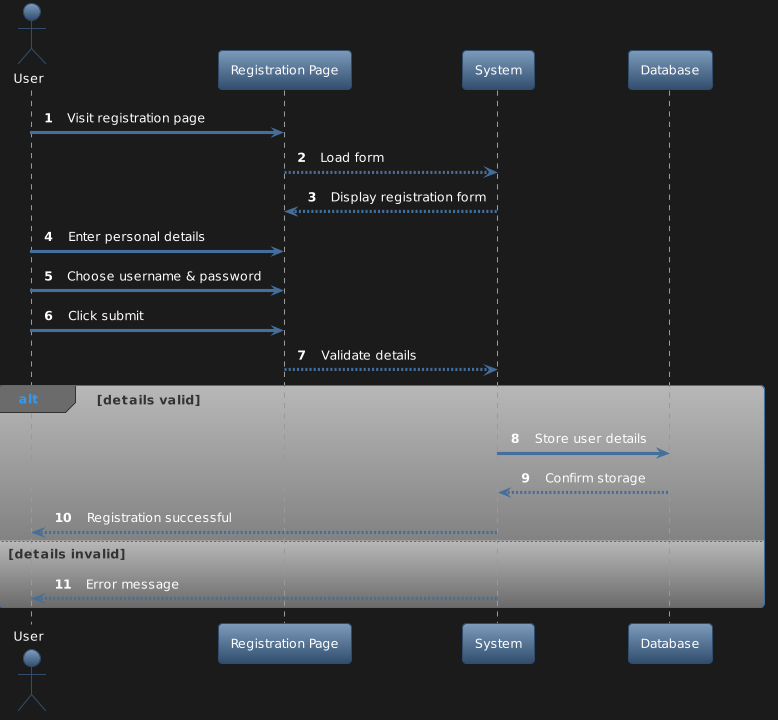 User
Registration Page
System
Database
1 Visit registration page
2 Load form
3 Display registration form
4 Enter personal details
5 Choose username & password
6 Click submit
7 Validate details
alt [details valid]
8 Store user details
9 Confirm storage
10 Registration successful
[details invalid]
11 Error message
User
Registration Page
System
Database